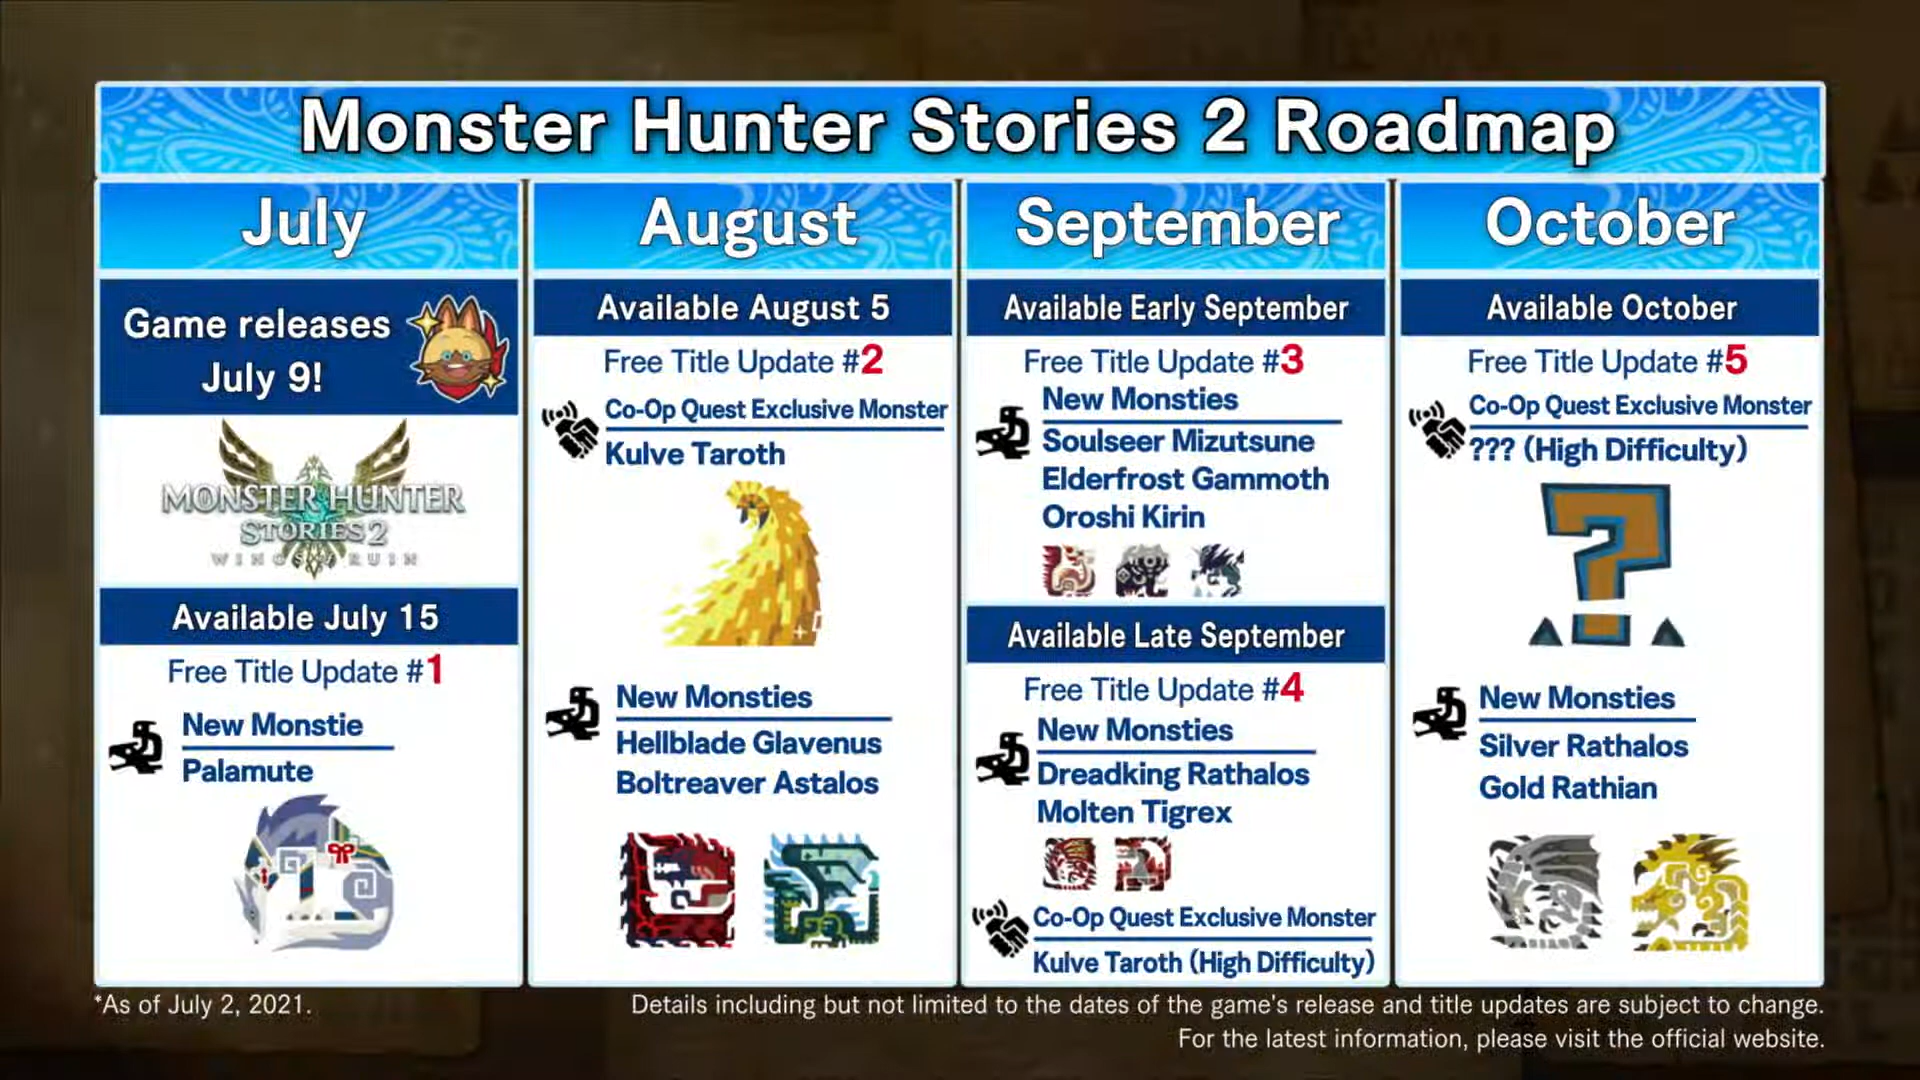 Monster Hunter Stories 2 Roadmap
July
Game releases
July 9!
MONSTER HUNTER
STORIES 2
WINGS OF RUIN
Available July 15
Free Title Update #1
New Monstie
Palamute
August
Available August 5
Free Title Update #2
Co-Op Quest Exclusive Monster
Kulve Taroth
New Monsties
Hellblade Glavenus
Boltreaver Astalos
September
Available Early September
Free Title Update #3
New Monsties
Soulseer Mizutsune
Elderfrost Gammoth
Oroshi Kirin
Available Late September
Free Title Update #4
New Monsties
Dreadking Rathalos
Molten Tigrex
Co-Op Quest Exclusive Monster
Kulve Taroth (High Difficulty)
October
Available October
Free Title Update #5
Co-Op Quest Exclusive Monster
??? (High Difficulty)
?
New Monsties
Silver Rathalos
Gold Rathian
*As of July 2, 2021.
Details including but not limited to the dates of the game's release and title updates are subject to change.
For the latest information, please visit the official website.